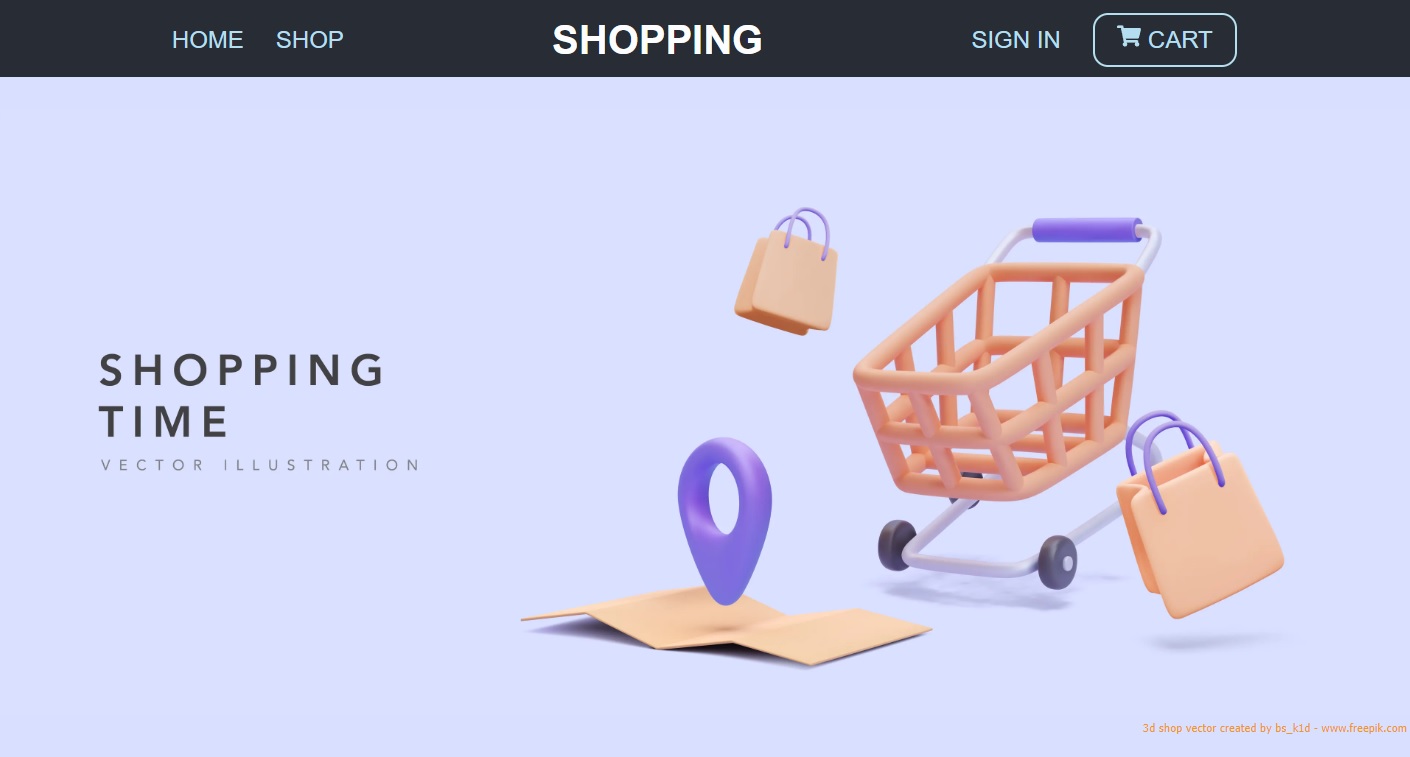 HOME SHOP SHOPPING SIGN IN CART
SHOPPING
TIME
VECTOR ILLUSTRATION
3d shop vector created by bs_k1d - www.freepik.com